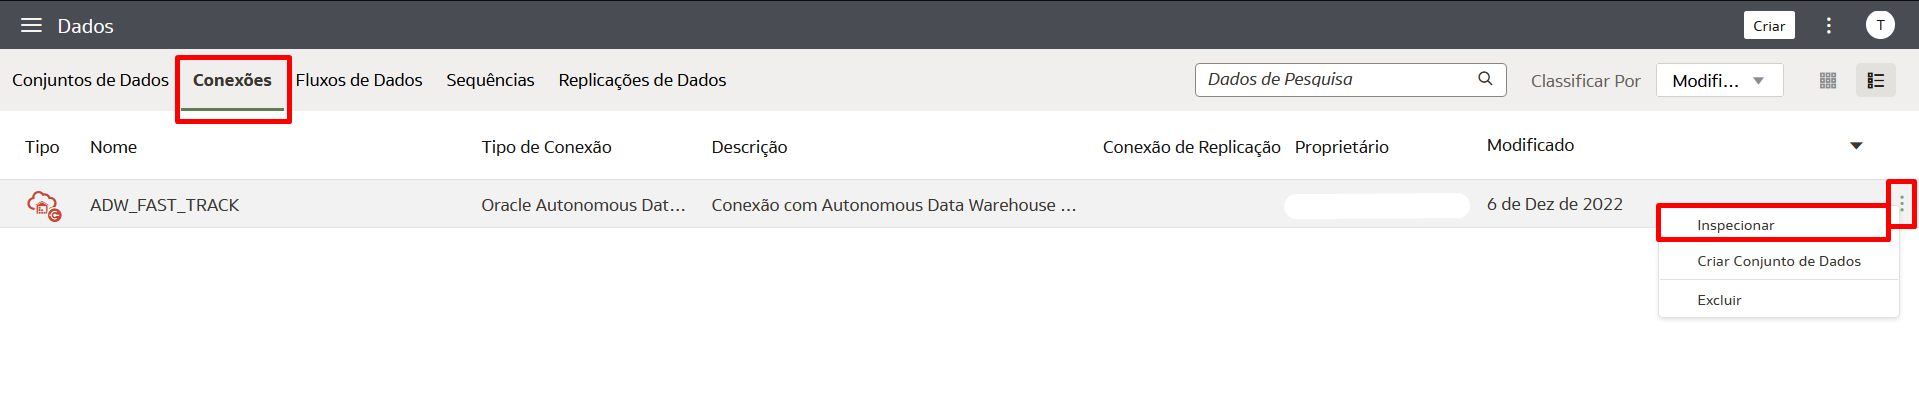 Dados Criar T
Conjuntos de Dados Conexões Fluxos de Dados Sequências Replicações de Dados Dados de Pesquisa Classificar Por Modifi...
Tipo Nome Tipo de Conexão Descrição Conexão de Replicação Proprietário Modificado
ADW_FAST_TRACK Oracle Autonomous Dat... Conexão com Autonomous Data Warehouse ... 6 de Dez de 2022
Inspecionar
Criar Conjunto de Dados
Excluir